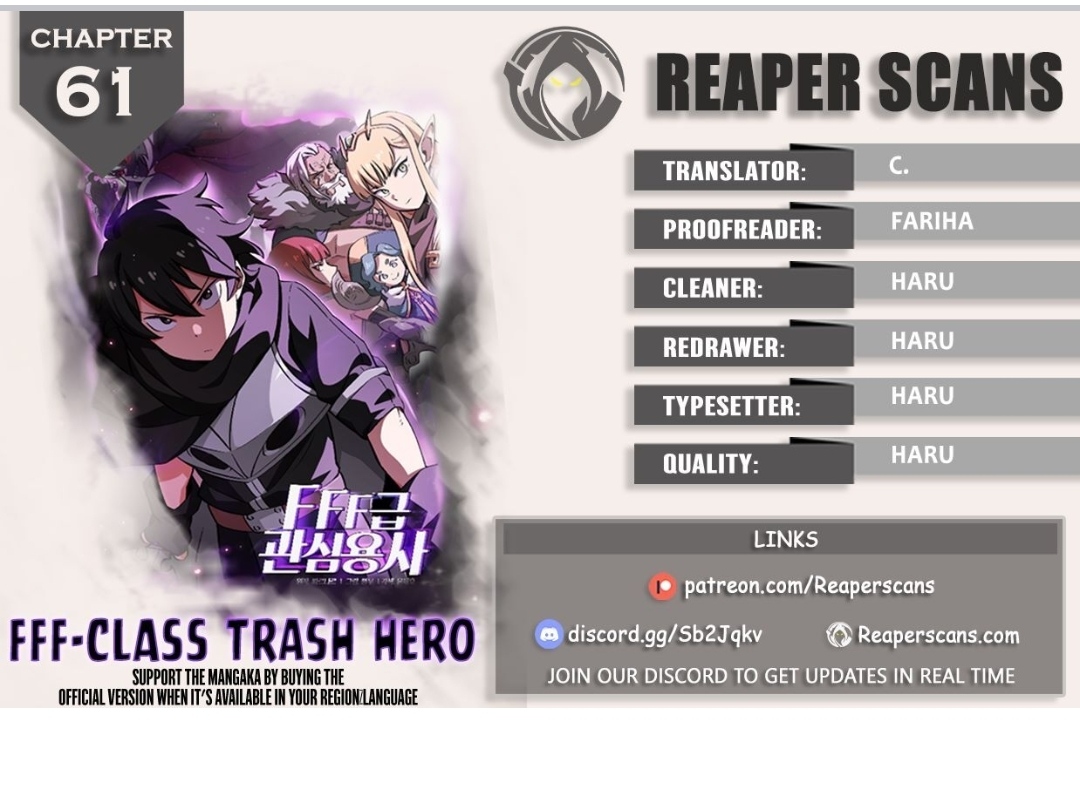 CHAPTER
61
REAPER SCANS
TRANSLATOR: C.
PROOFREADER: FARIHA
CLEANER: HARU
REDRAWER: HARU
TYPESETTER: HARU
QUALITY: HARU
FFF급
관심용사
FFF-CLASS TRASH HERO
SUPPORT THE MANGAKA BY BUYING THE
OFFICIAL VERSION WHEN IT'S AVAILABLE IN YOUR REGION/LANGUAGE
LINKS
patreon.com/Reaperscans
discord.gg/Sb2Jqkv
Reaperscans.com
JOIN OUR DISCORD TO GET UPDATES IN REAL TIME